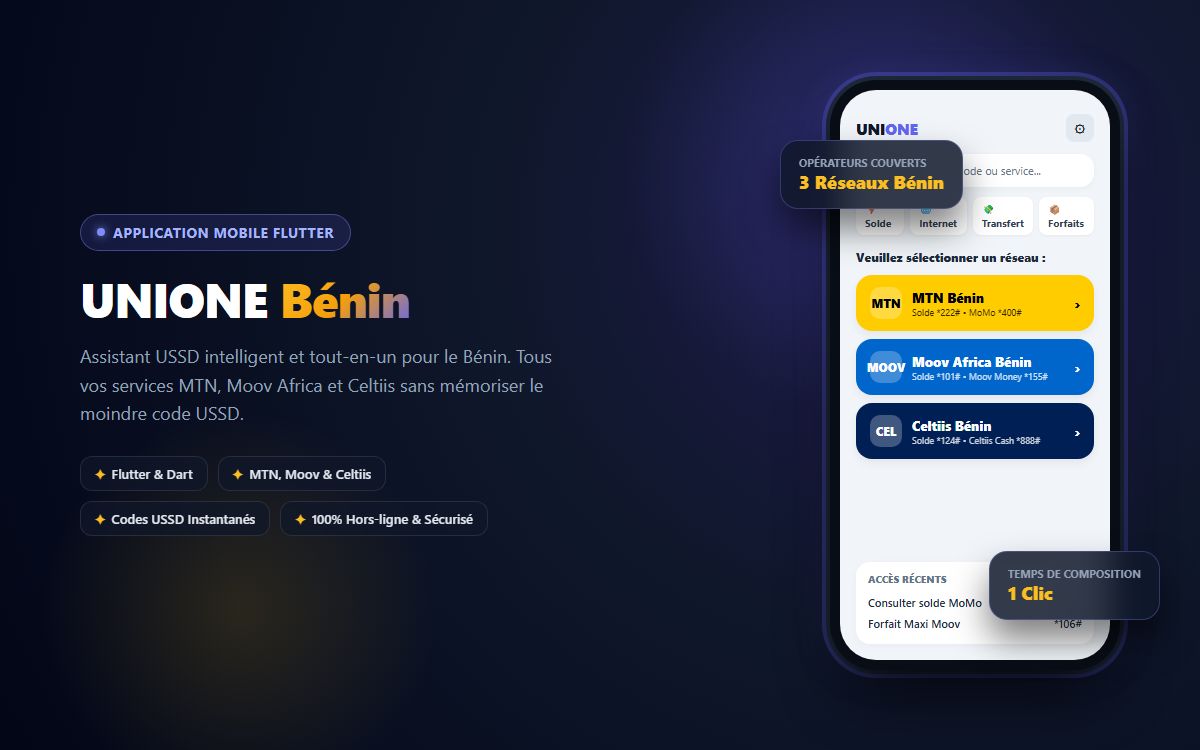 APPLICATION MOBILE FLUTTER
UNIONE Bénin
Assistant USSD intelligent et tout-en-un pour le Bénin. Tous
vos services MTN, Moov Africa et Celtiis sans mémoriser le
moindre code USSD.
✦ Flutter & Dart
✦ MTN, Moov & Celtiis
✦ Codes USSD Instantanés
✦ 100% Hors-ligne & Sécurisé
UNIONE
OPÉRATEURS COUVERTS
3 Réseaux Bénin
ode ou service...
Solde
Internet
Transfert
Forfaits
Veuillez sélectionner un réseau :
MTN
MTN Bénin
Solde *222# • MoMo *400#
›
MOOV
Moov Africa Bénin
Solde *101# • Moov Money *155#
›
CEL
Celtiis Bénin
Solde *124# • Celtiis Cash *888#
›
ACCÈS RÉCENTS
Consulter solde MoMo
Forfait Maxi Moov
*106#
TEMPS DE COMPOSITION
1 Clic